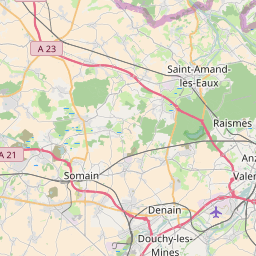 A 23
Saint-Amand-
les-Eaux
Raismes
A 21
Anz
Somain
Valen
Denain
Douchy-les-
Mines